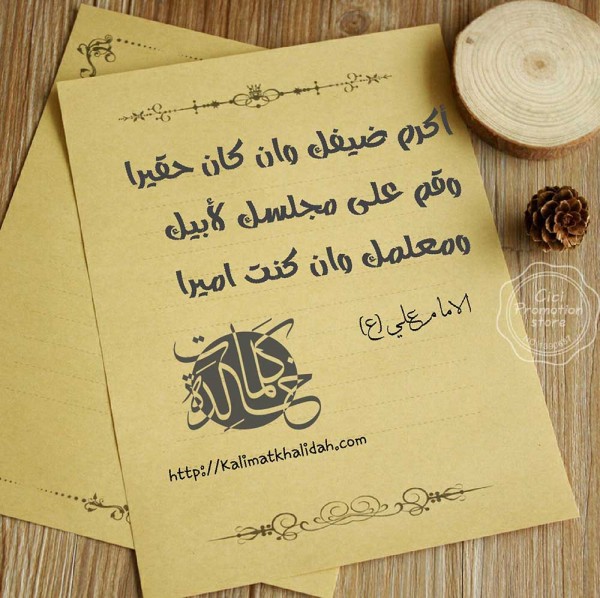 أكرم ضيفك وان كان حقيرا
وقم على مجلسك لأبيك
ومعلمك وان كنت اميرا
الامام علي (ع)
كلمات خالدة
http://Kalimatkhalidah.com
Cici
Promotion
store